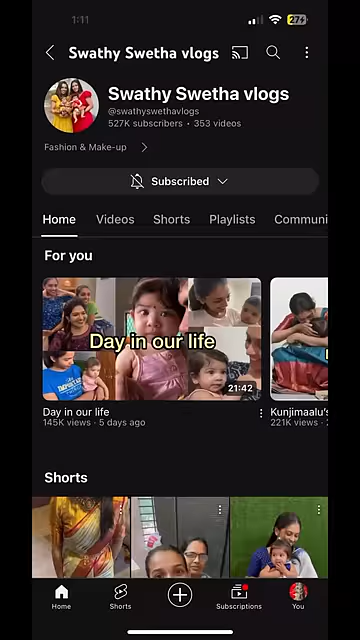 1:11
27
Swathy Swetha vlogs
Swathy Swetha vlogs
@swathyswethavlogs
527K subscribers • 353 videos
Fashion & Make-up
Subscribed
Home Videos Shorts Playlists Communi
For you
Day in our life
21:42
Day in our life
145K views · 5 days ago
Kunjimaalu's
221K views ·
Shorts
Home Shorts Subscriptions You